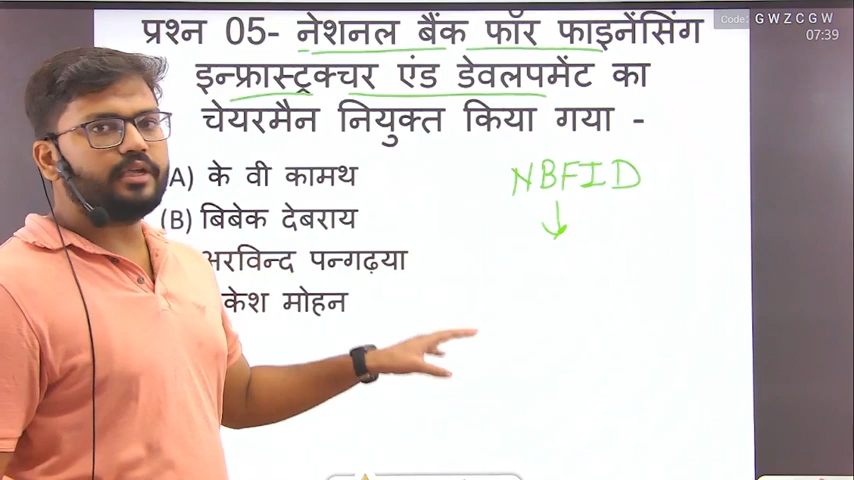 Code: G W Z C G W
07:39
प्रश्न 05- नेशनल बैंक फॉर फाइनेंसिंग
इन्फ्रास्ट्रक्चर एंड डेवलपमेंट का
चेयरमैन नियुक्त किया गया -
A) के वी कामथ
(B) बिबेक देबराय
अरविन्द पन्गढ़या
केश मोहन
NBFID